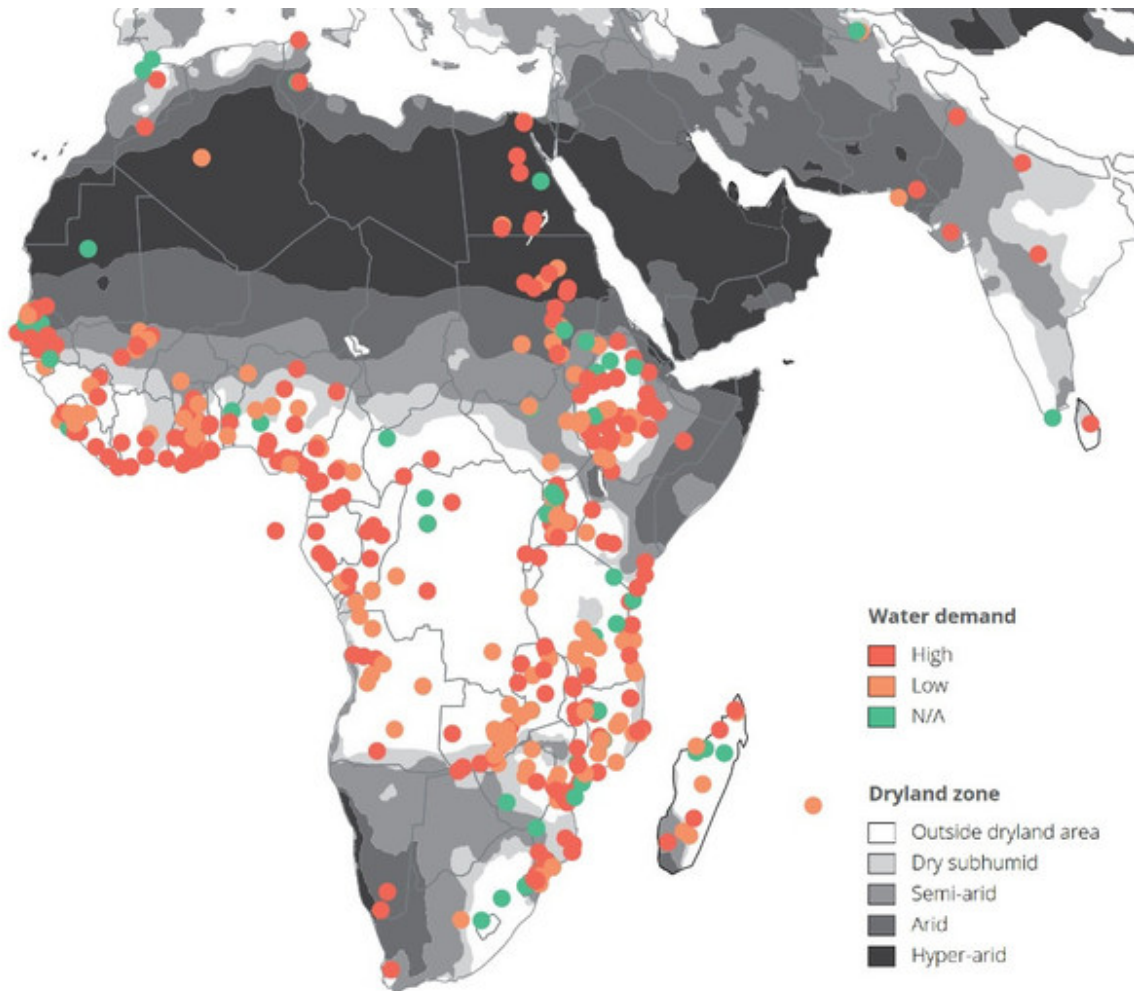 Water demand
High
Low
N/A
Dryland zone
Outside dryland area
Dry subhumid
Semi-arid
Arid
Hyper-arid